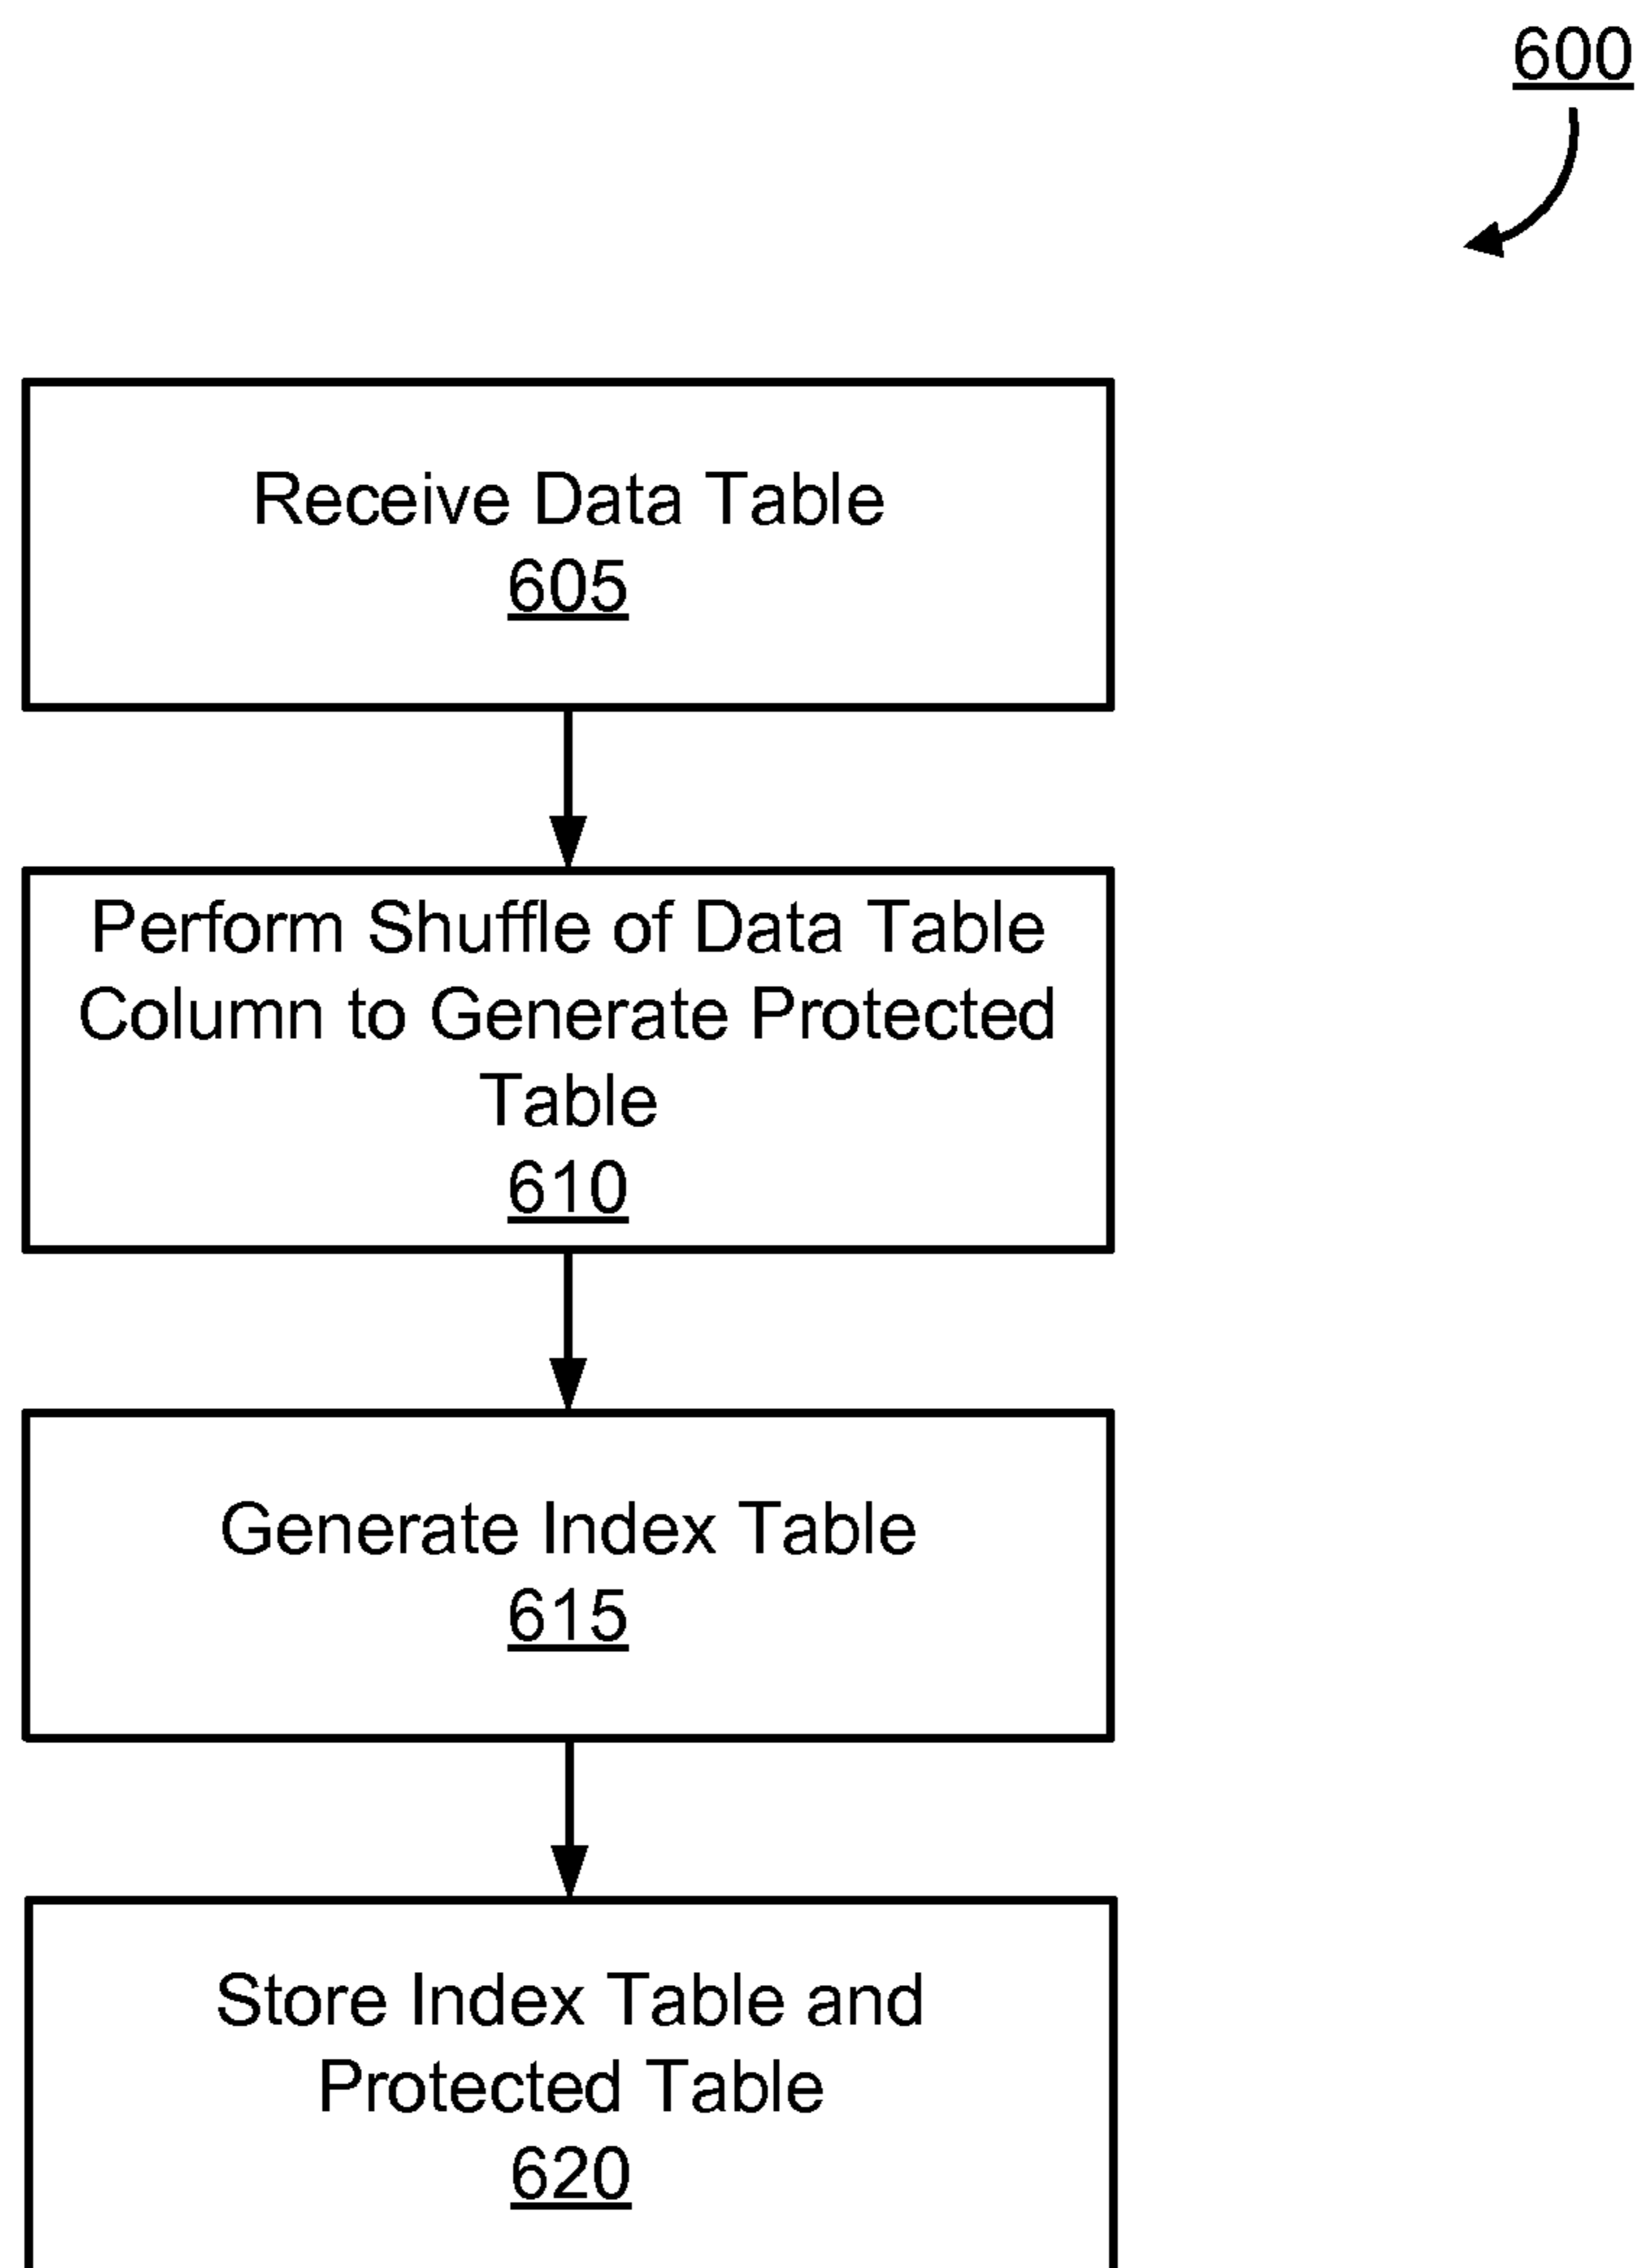 600
Receive Data Table
605
Perform Shuffle of Data Table
Column to Generate Protected
Table
610
Generate Index Table
615
Store Index Table and
Protected Table
620